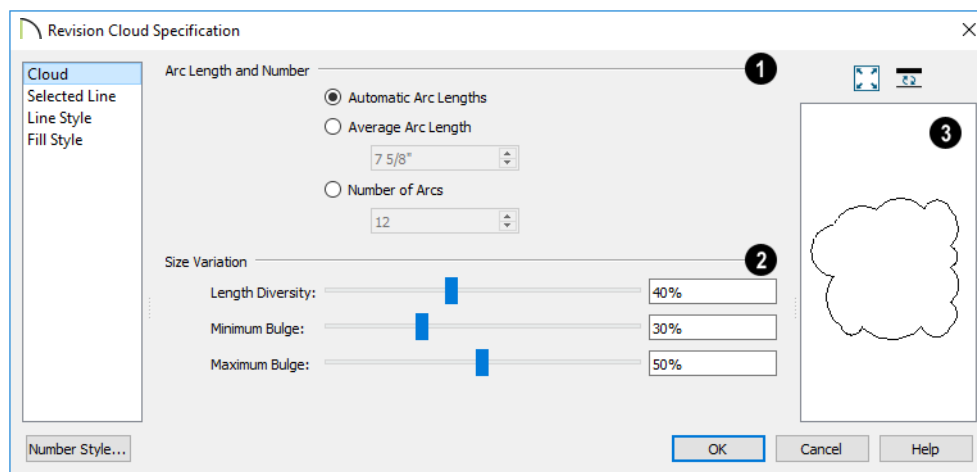 Revision Cloud Specification
Cloud
Selected Line
Line Style
Fill Style
Arc Length and Number
1
Automatic Arc Lengths
Average Arc Length
7 5/8"
Number of Arcs
12
Size Variation
2
Length Diversity:
40%
Minimum Bulge:
30%
Maximum Bulge:
50%
3
Number Style...
OK
Cancel
Help